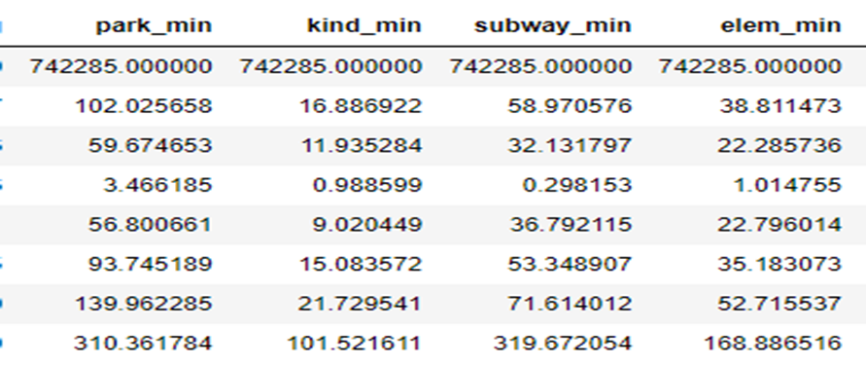 park_min kind_min subway_min elem_min
742285.000000 742285.000000 742285.000000 742285.000000
102.025658 16.886922 58.970576 38.811473
59.674653 11.935284 32.131797 22.285736
3.466185 0.988599 0.298153 1.014755
56.800661 9.020449 36.792115 22.796014
93.745189 15.083572 53.348907 35.183073
139.962285 21.729541 71.614012 52.715537
310.361784 101.521611 319.672054 168.886516